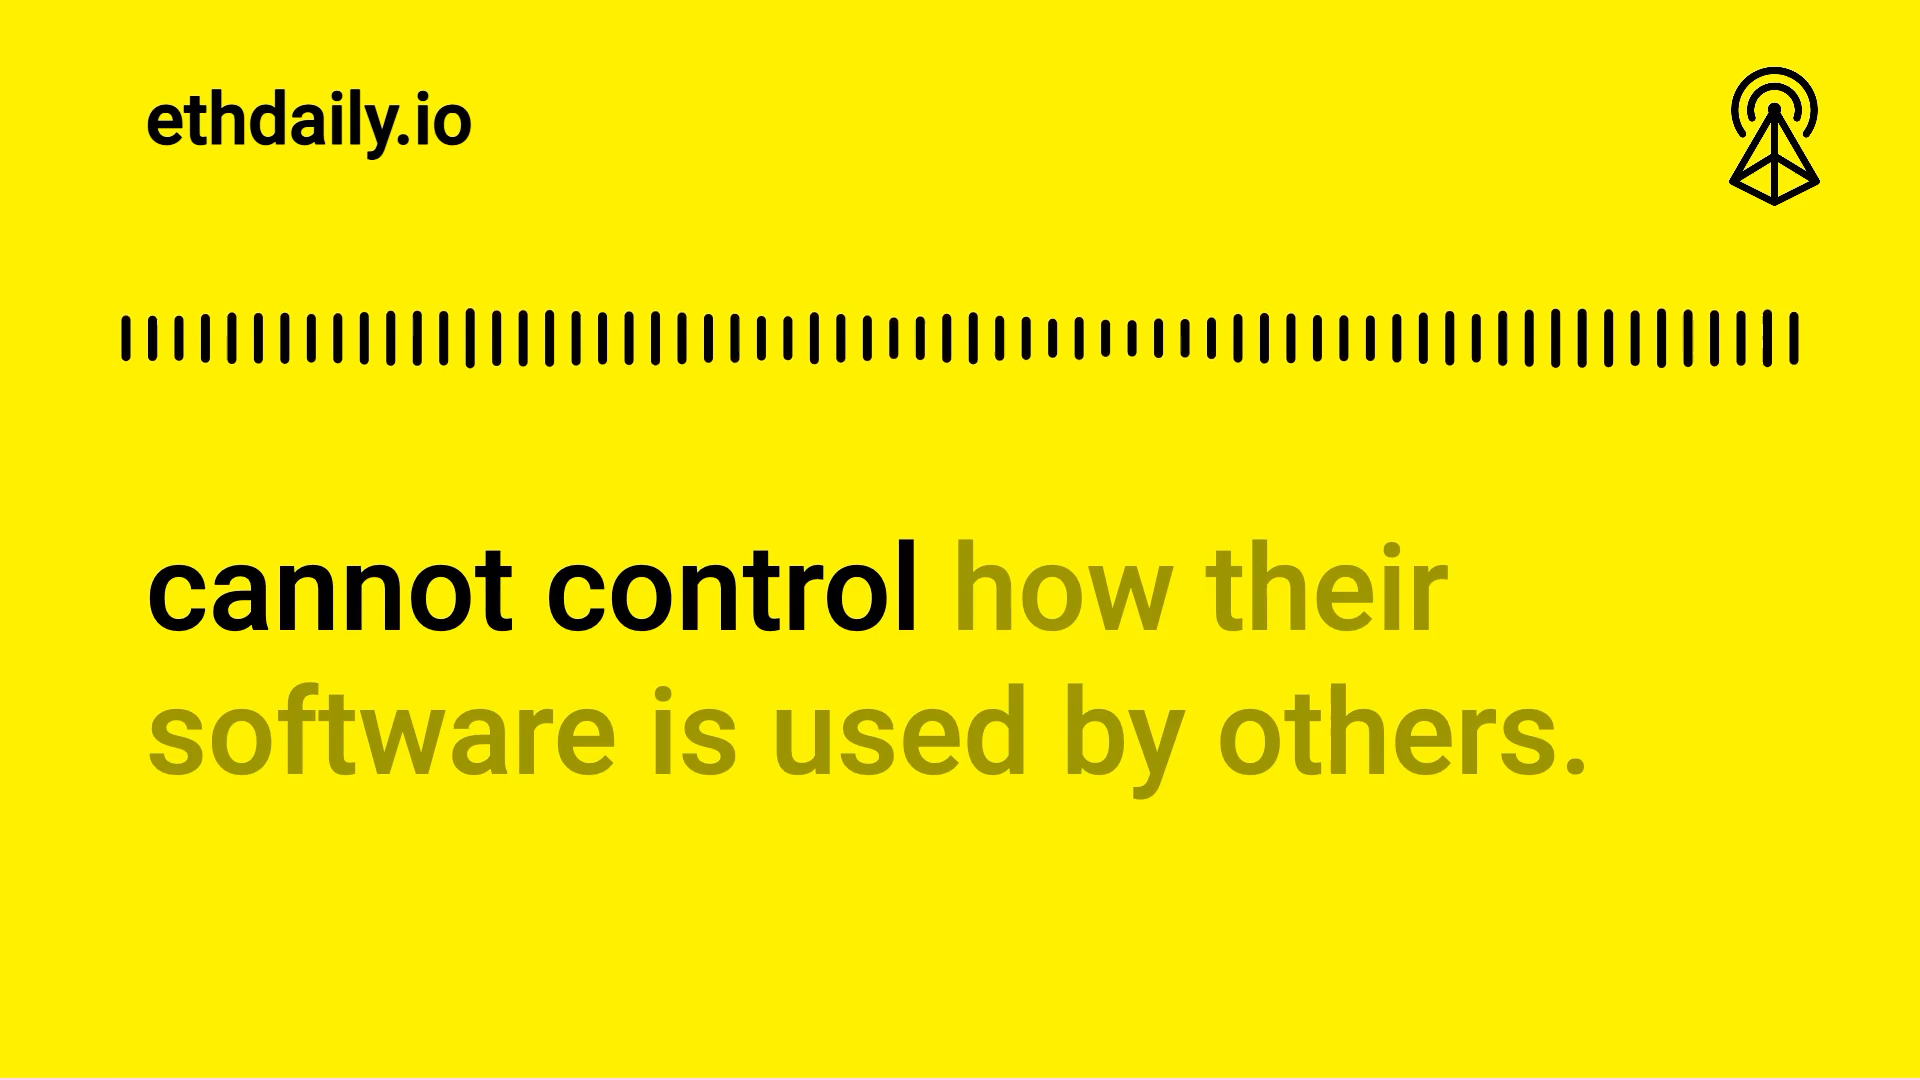 ethdaily.io
cannot control how their
software is used by others.